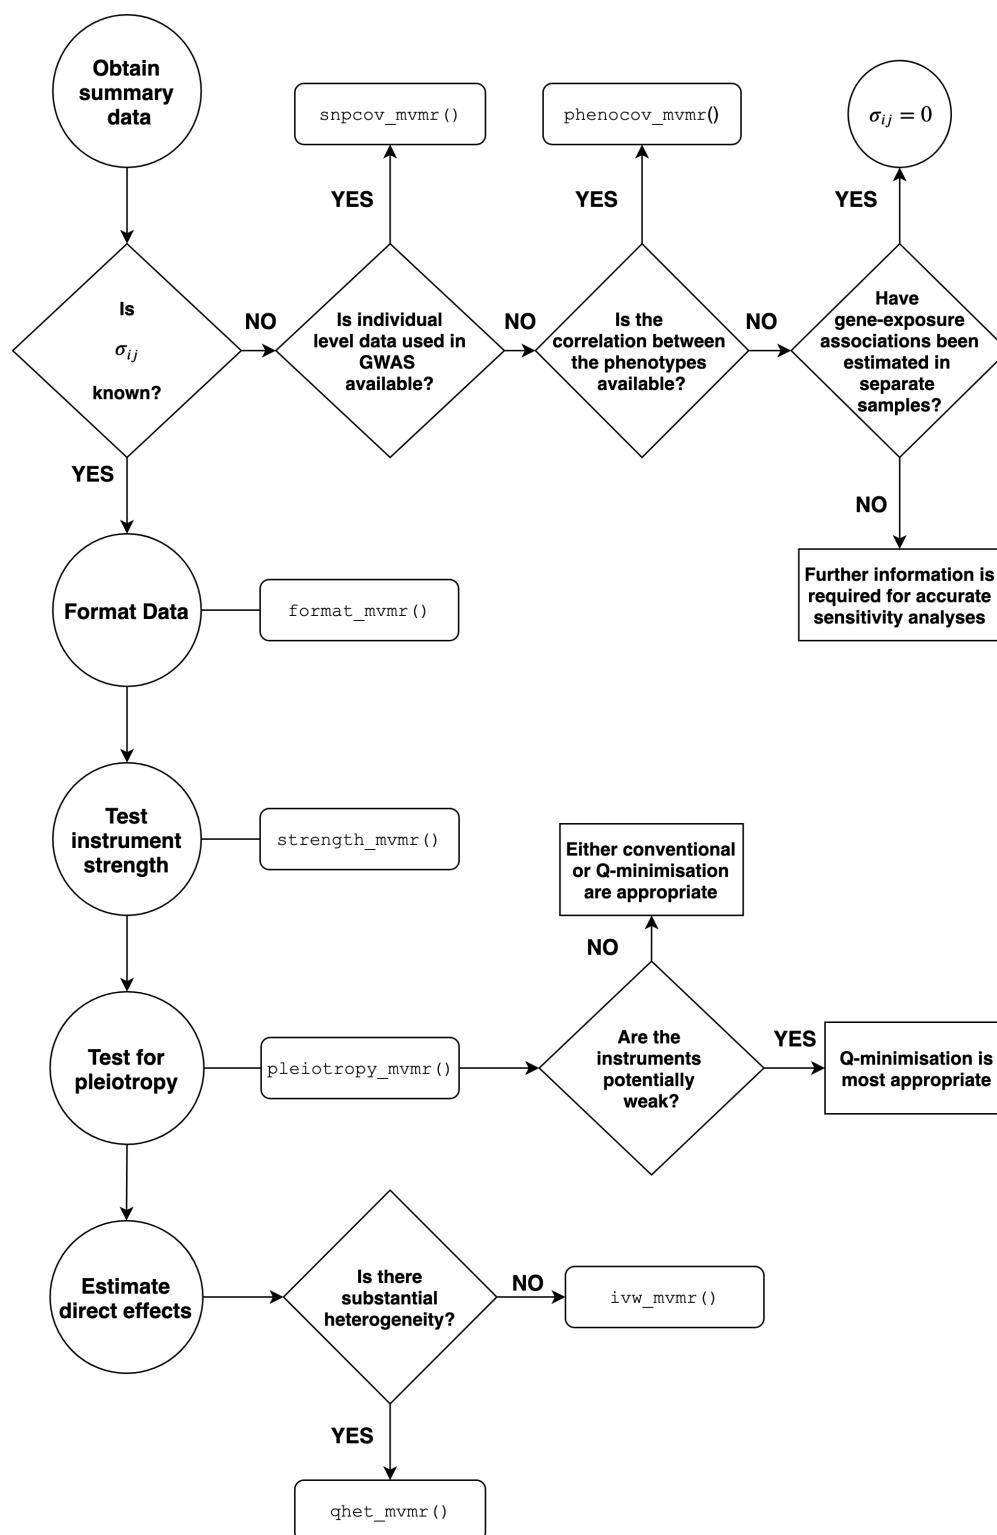 Obtain
summary
data
snpcov_mvmr()
phenocov_mvmr()
σij = 0
YES
YES
YES
Is
σij
known?
NO
Is individual
level data used in
GWAS
available?
NO
Is the
correlation between
the phenotypes
available?
NO
Have
gene-exposure
associations been
estimated in
separate
samples?
YES
NO
Further information is
required for accurate
sensitivity analyses
Format Data
format_mvmr()
Test
instrument
strength
strength_mvmr()
Either conventional
or Q-minimisation
are appropriate
NO
Test for
pleiotropy
pleiotropy_mvmr()
Are the
instruments
potentially
weak?
YES
Q-minimisation is
most appropriate
Estimate
direct effects
Is there
substantial
heterogeneity?
NO
ivw_mvmr()
YES
qhet_mvmr()